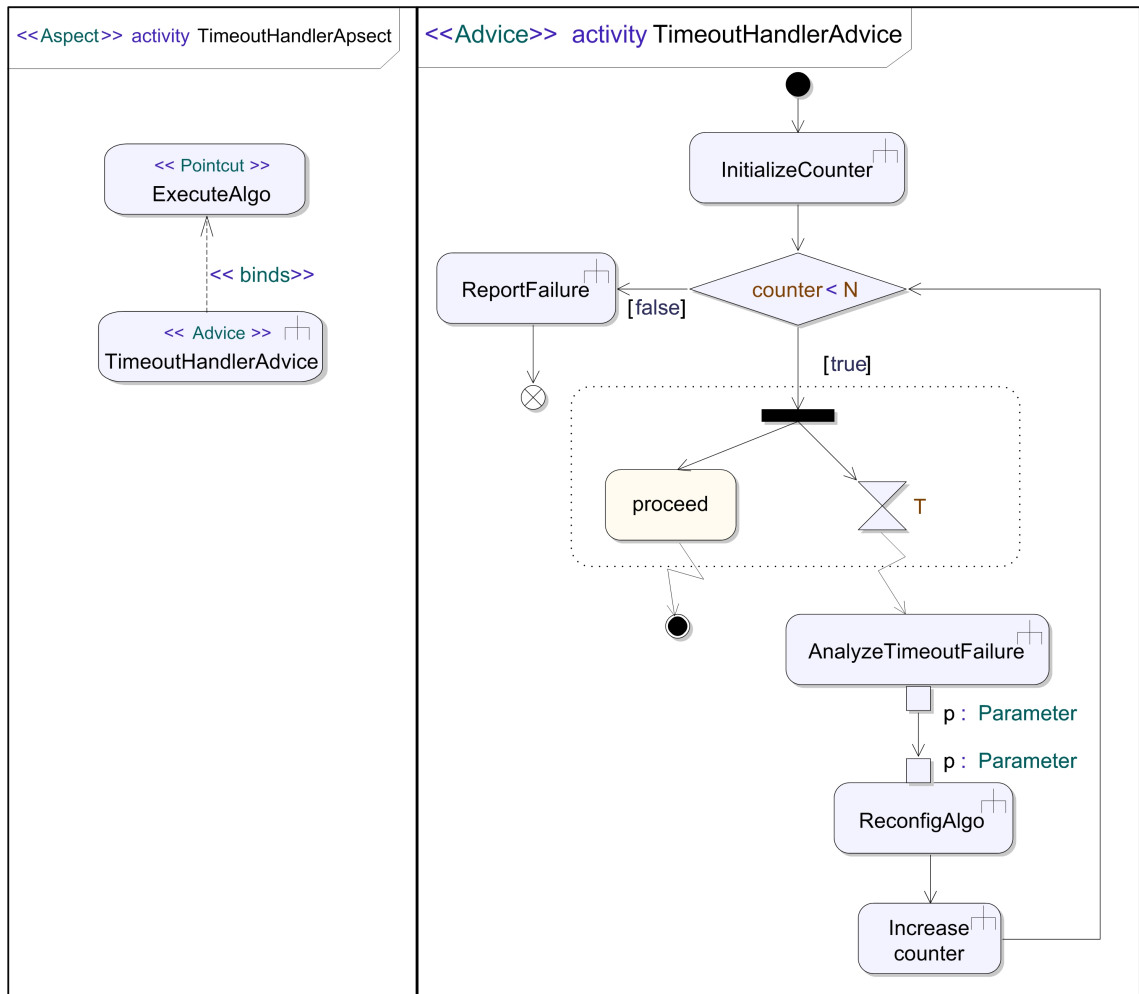 <<Aspect>> activity TimeoutHandlerApsect
<< Pointcut >>
ExecuteAlgo
<< binds>>
<< Advice >>
TimeoutHandlerAdvice
<<Advice>> activity TimeoutHandlerAdvice
InitializeCounter
ReportFailure
counter < N
[false]
[true]
proceed
T
AnalyzeTimeoutFailure
p : Parameter
p : Parameter
ReconfigAlgo
Increase
counter